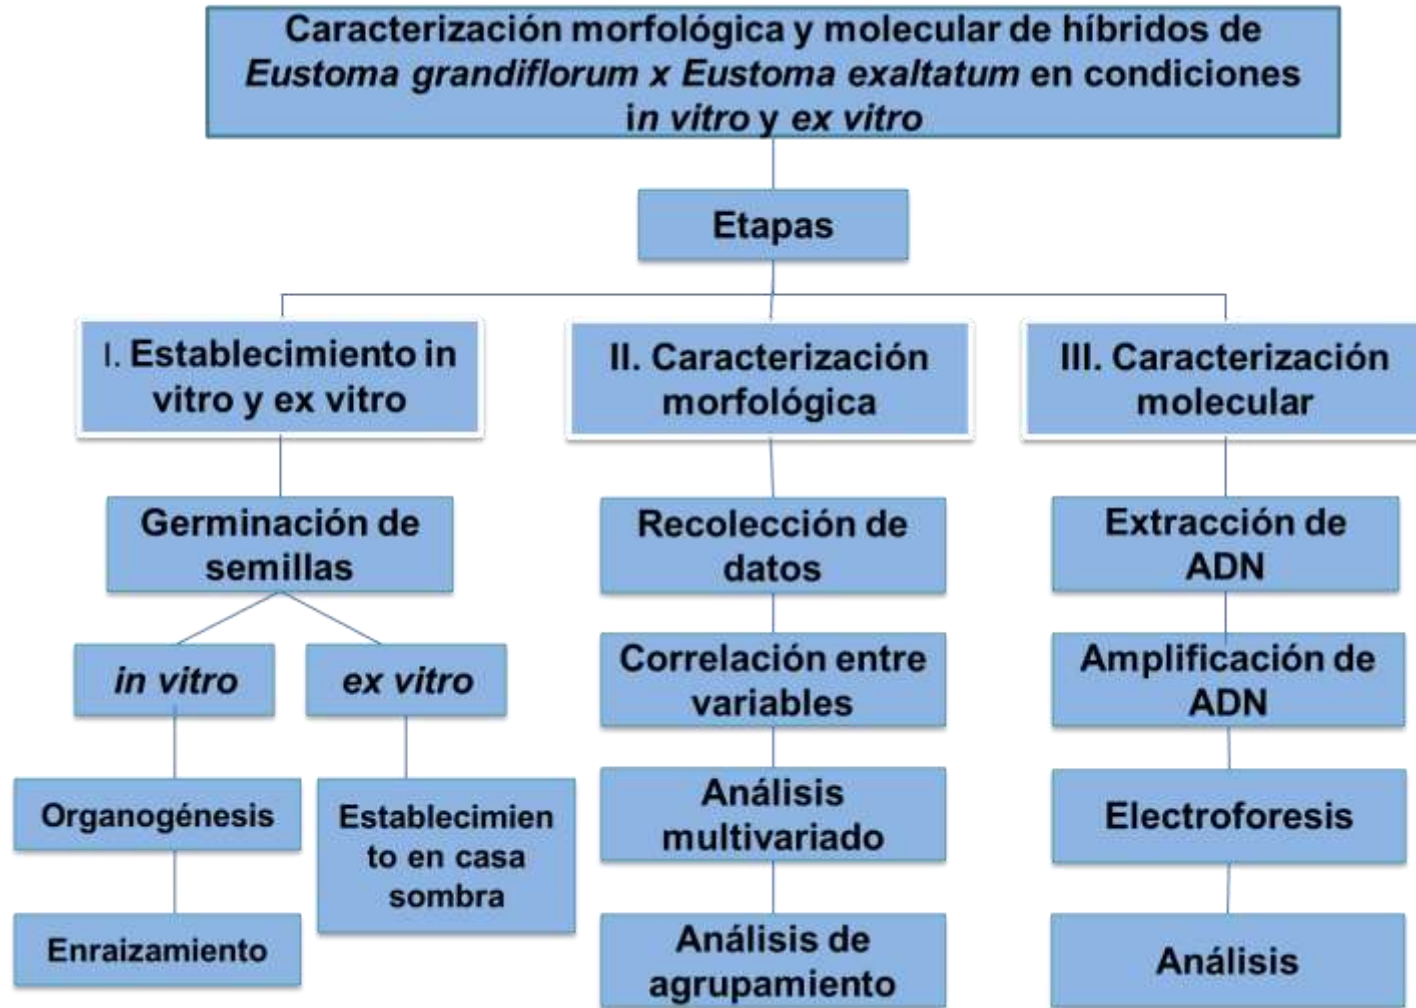 Caracterización morfológica y molecular de híbridos de
Eustoma grandiflorum x Eustoma exaltatum en condiciones
in vitro y ex vitro
Etapas
I. Establecimiento in
vitro y ex vitro
Germinación de
semillas
in vitro
ex vitro
Organogénesis
Establecimien
to en casa
sombra
Enraizamiento
II. Caracterización
morfológica
Recolección de
datos
Correlación entre
variables
Análisis
multivariado
Análisis de
agrupamiento
III. Caracterización
molecular
Extracción de
ADN
Amplificación de
ADN
Electroforesis
Análisis